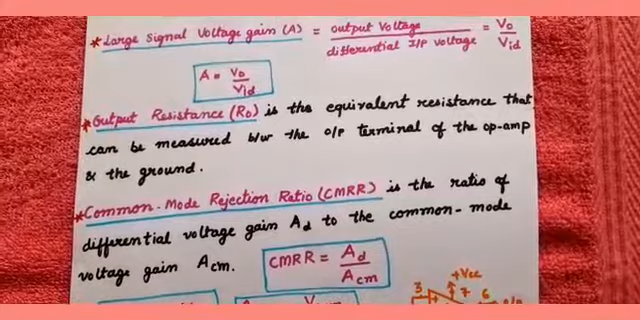 *Large Signal Voltage gain (A) = output Voltage / differential I/P voltage = Vo / Vid
A = Vo / Vid
*Output Resistance (Ro) is the equivalent resistance that
can be measured b/w the o/p terminal of the op-amp
& the ground.
*Common-Mode Rejection Ratio (CMRR) is the ratio of
differential voltage gain Ad to the common-mode
voltage gain Acm.
CMRR = Ad / Acm
+Vcc
3 7 6